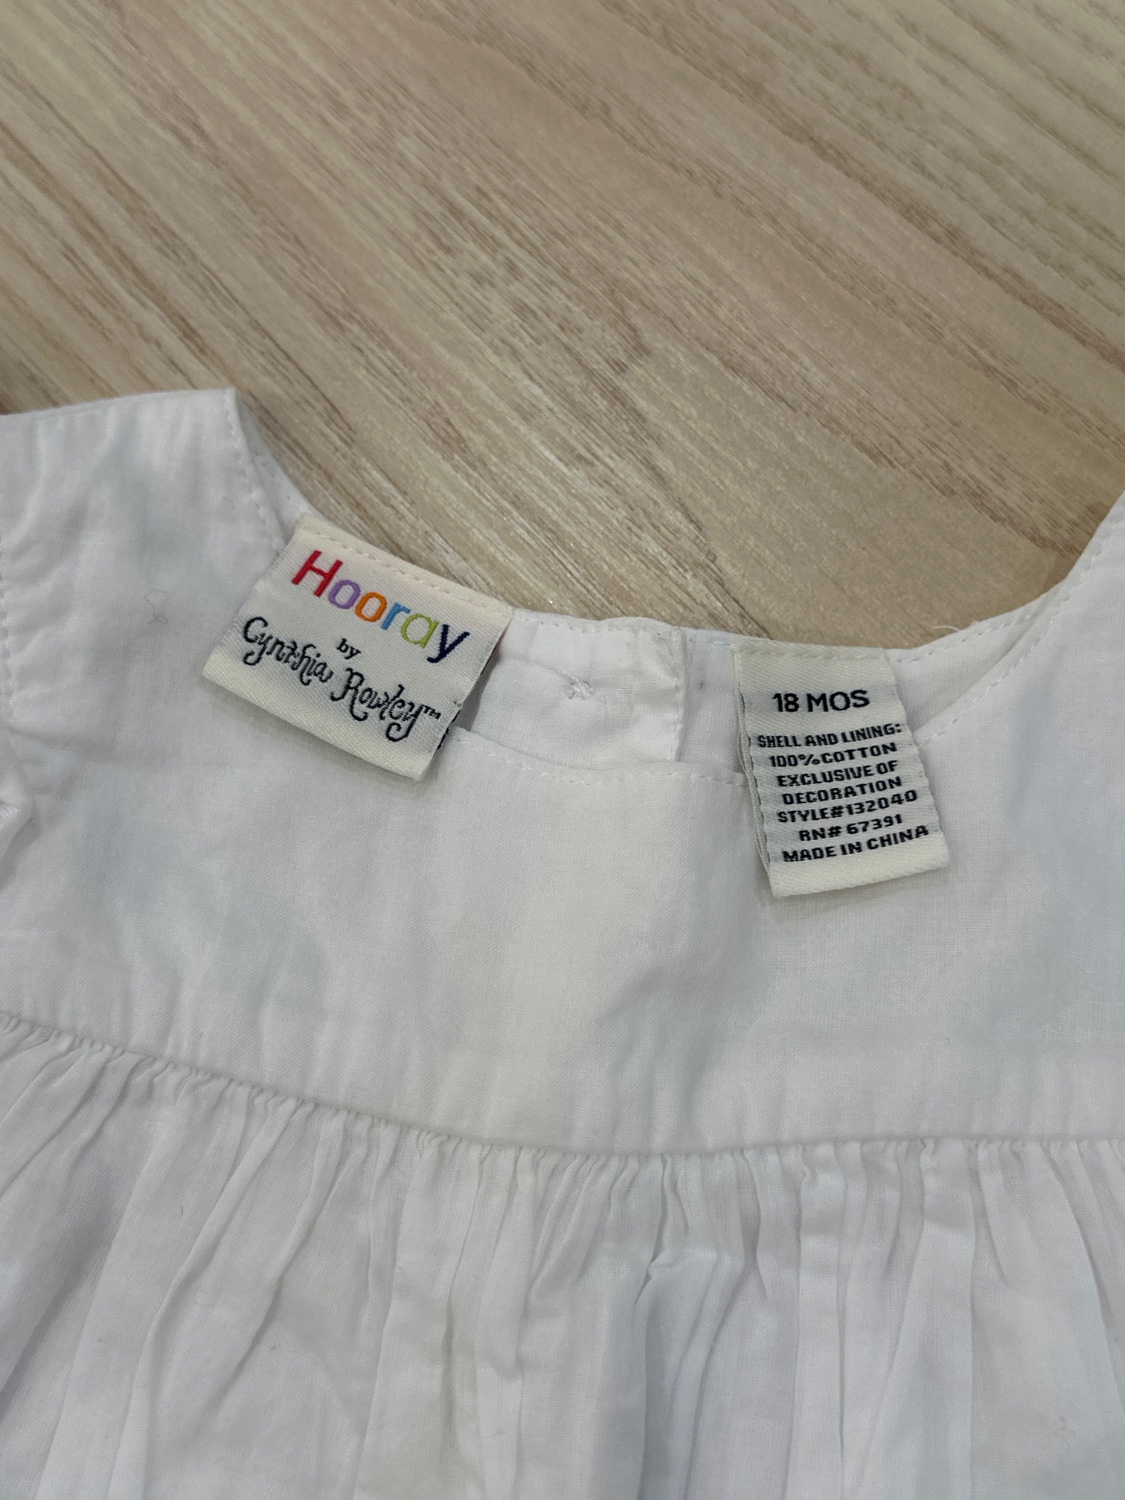 Hooray
by
Cynthia Rowley™
18 MOS
SHELL AND LINING:
100%COTTON
EXCLUSIVE OF
DECORATION
STYLE#132040
RN# 67391
MADE IN CHINA